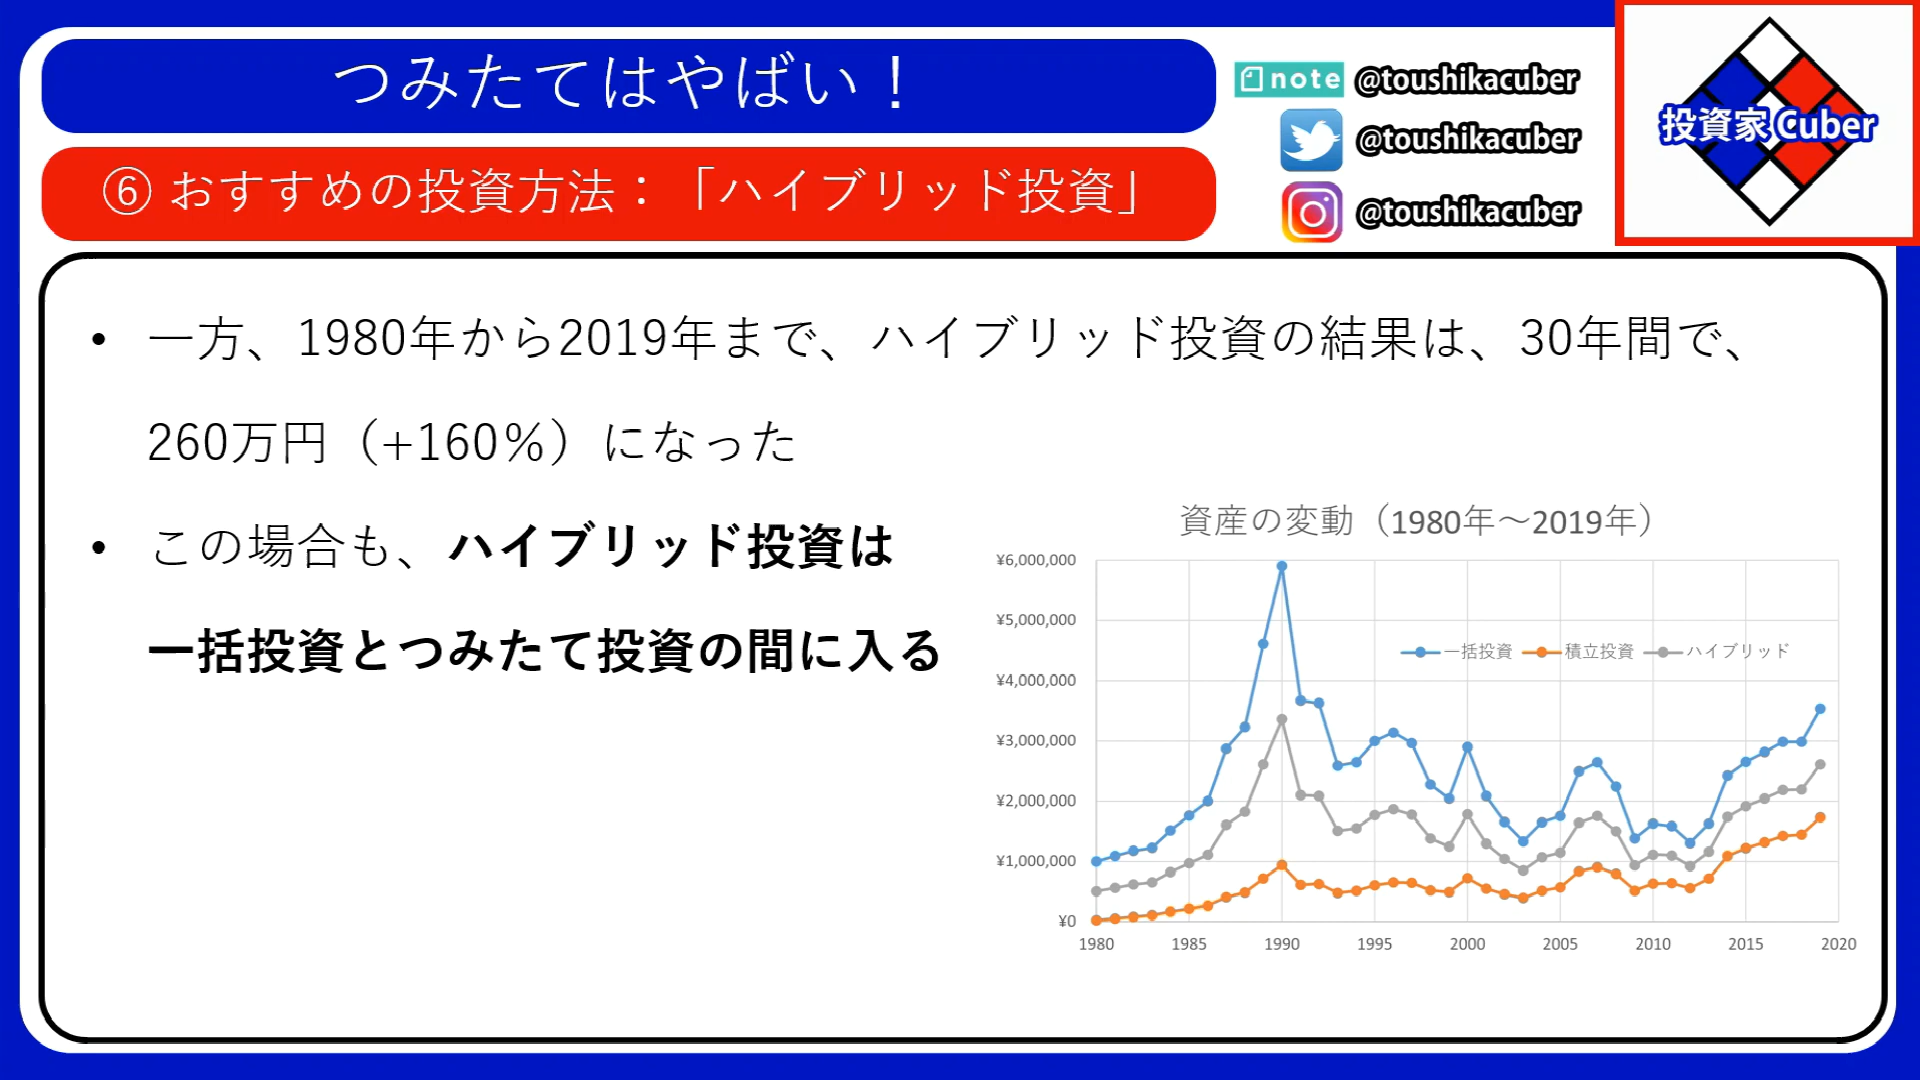 つみたてはやばい！
⑥ おすすめの投資方法：「ハイブリッド投資」
note @toushikacuber
@toushikacuber
@toushikacuber
投資家 Cuber
• 一方、1980年から2019年まで、ハイブリッド投資の結果は、30年間で、
260万円（+160％）になった
• この場合も、ハイブリッド投資は
一括投資とつみたて投資の間に入る
資産の変動（1980年～2019年）
¥6,000,000
¥5,000,000
¥4,000,000
¥3,000,000
¥2,000,000
¥1,000,000
¥0
一括投資 積立投資 ハイブリッド
1980 1985 1990 1995 2000 2005 2010 2015 2020